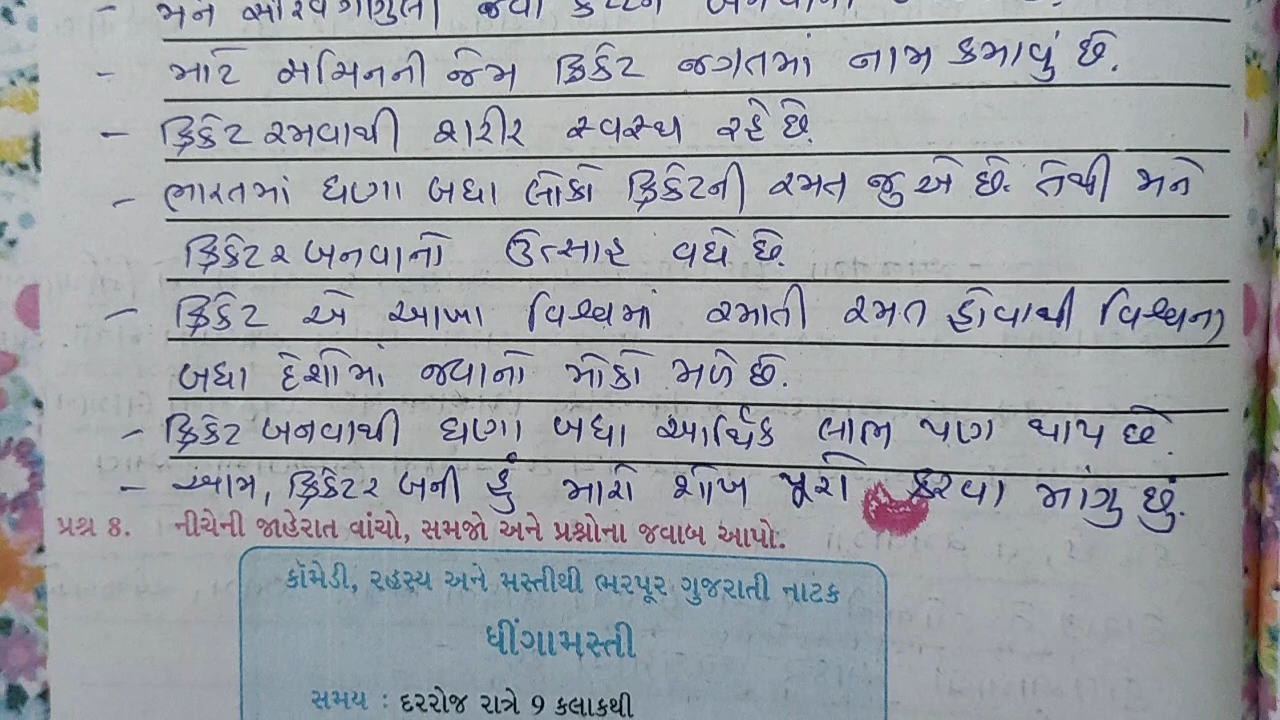 - મને સૌરવ ગાંગુલી જેવા
- મારે સચિનની જેમ ક્રિકેટ જગતમાં નામ કમાવું છે.
- ક્રિકેટ રમવાથી શરીર સ્વસ્થ રહે છે.
- ભારતમાં ઘણા બધા લોકો ક્રિકેટની રમત જુએ છે. તેથી મને
ક્રિકેટર બનવાનો ઉત્સાહ વધે છે.
- ક્રિકેટ એ આખા વિશ્વમાં રમાતી રમત હોવાથી વિશ્વના
બધા દેશોમાં જવાનો મોકો મળે છે.
- ક્રિકેટ બનવાથી ઘણા બધા આર્થિક લાભ પણ થાય છે.
- આમ, ક્રિકેટર બની હું મારો શોખ પૂરો કરવા માંગુ છું.
પ્રશ્ન 8. નીચેની જાહેરાત વાંચો, સમજો અને પ્રશ્નોના જવાબ આપો.
કૉમેડી, રહસ્ય અને મસ્તીથી ભરપૂર ગુજરાતી નાટક
ધીંગામસ્તી
સમય : દરરોજ રાત્રે 9 કલાકથી